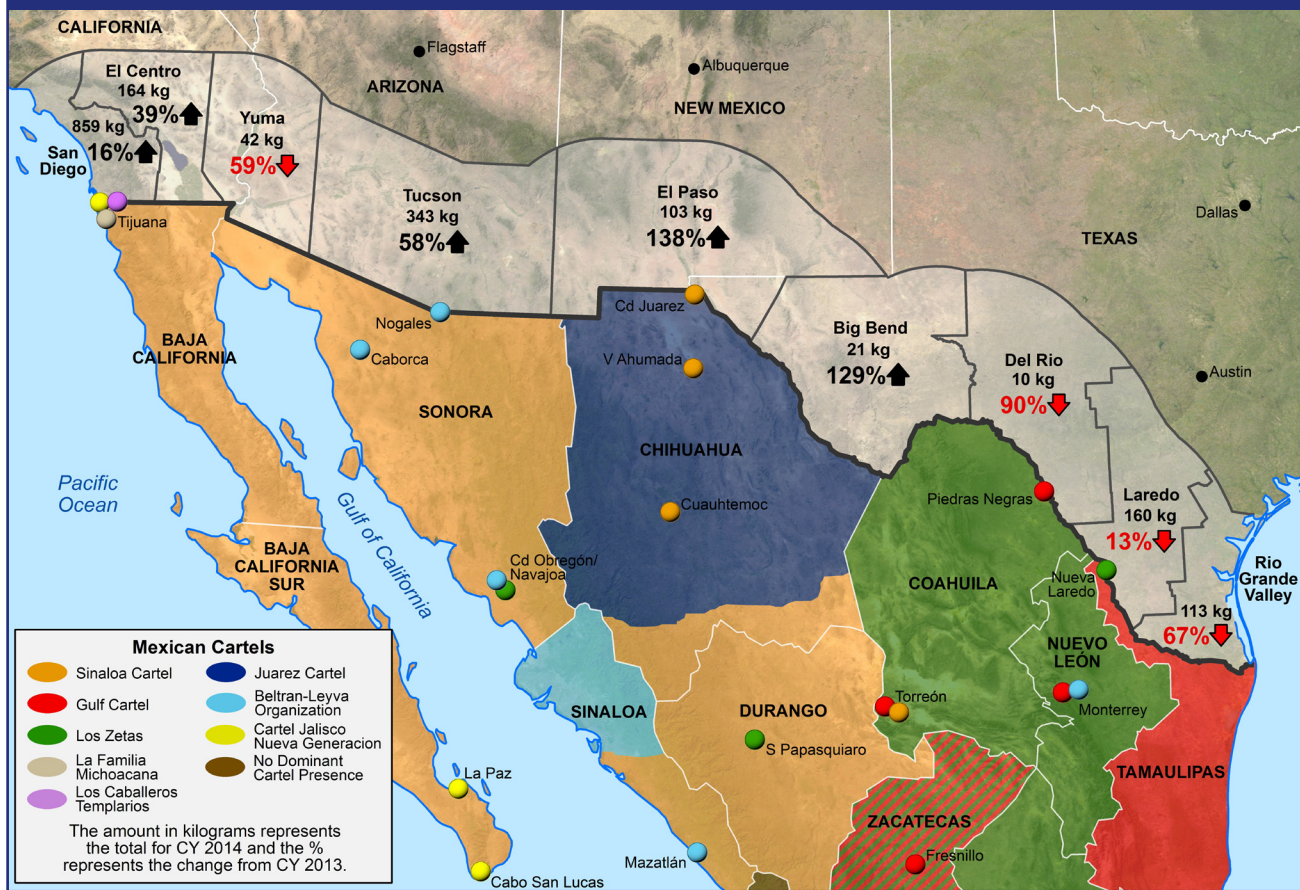 CALIFORNIA
Flagstaff
ARIZONA
Albuquerque
NEW MEXICO
El Centro
164 kg
39%
859 kg
16%
San
Diego
Yuma
42 kg
59%
Tucson
343 kg
58%
El Paso
103 kg
138%
Dallas
TEXAS
Tijuana
Nogales
Caborca
Cd Juarez
V Ahumada
Big Bend
21 kg
129%
Del Rio
10 kg
90%
Austin
BAJA
CALIFORNIA
SONORA
CHIHUAHUA
Cuauhtemoc
Pacific
Ocean
Gulf of California
Piedras Negras
Laredo
160 kg
13%
BAJA
CALIFORNIA
SUR
Cd Obregón/
Navajoa
COAHUILA
Nueva
Laredo
Rio
Grande
Valley
113 kg
67%
NUEVO
LEÓN
Monterrey
SINALOA
DURANGO
Torreón
S Papasquiaro
TAMAULIPAS
La Paz
ZACATECAS
Fresnillo
Mazatlán
Cabo San Lucas
Mexican Cartels
Sinaloa Cartel
Gulf Cartel
Los Zetas
La Familia
Michoacana
Los Caballeros
Templarios
Juarez Cartel
Beltran-Leyva
Organization
Cartel Jalisco
Nueva Generacion
No Dominant
Cartel Presence
The amount in kilograms represents
the total for CY 2014 and the %
represents the change from CY 2013.